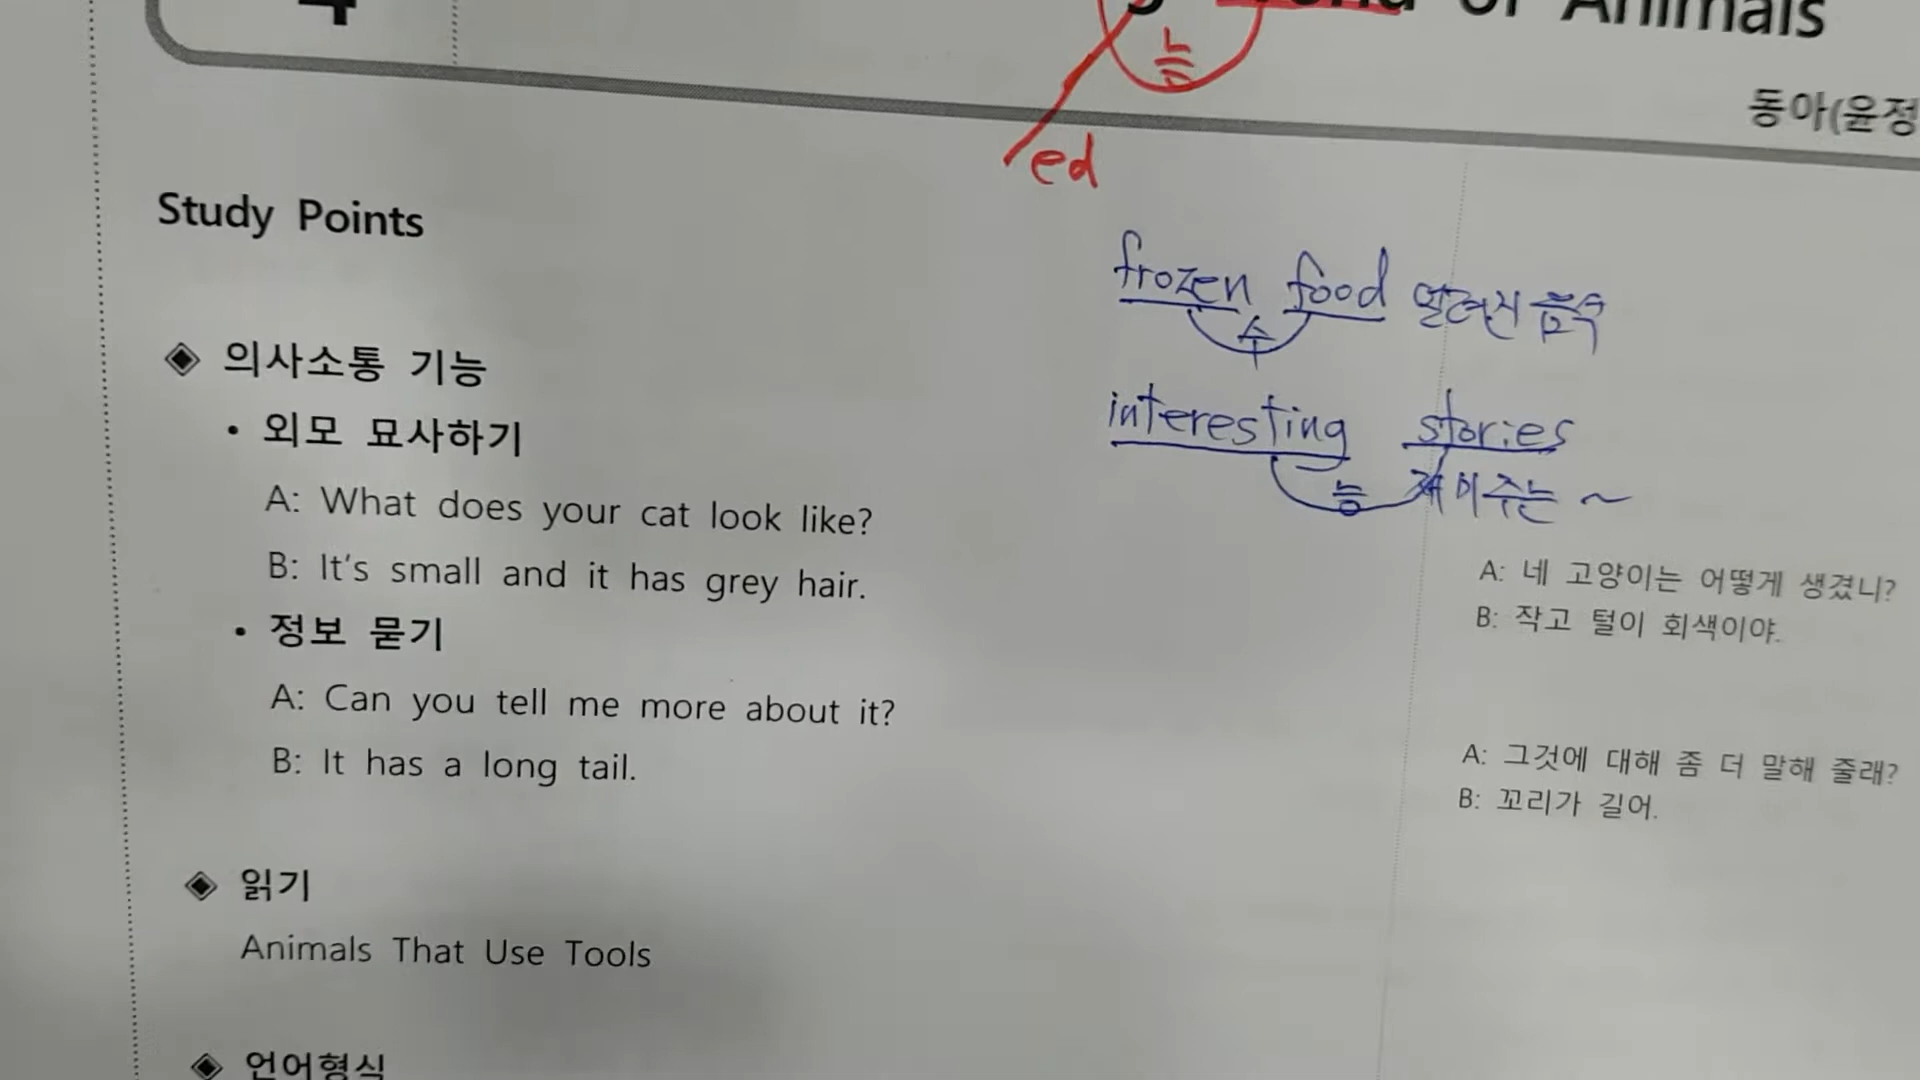 of Animals
능
동아(윤정
ed
Study Points
frozen food 얼려진 음식
수
◈ 의사소통 기능
• 외모 묘사하기
interesting stories
능 재미주는 ~
A: What does your cat look like?
B: It's small and it has grey hair.
A: 네 고양이는 어떻게 생겼니?
B: 작고 털이 회색이야.
• 정보 묻기
A: Can you tell me more about it?
B: It has a long tail.
A: 그것에 대해 좀 더 말해 줄래?
B: 꼬리가 길어.
◈ 읽기
Animals That Use Tools
◈ 언어형식